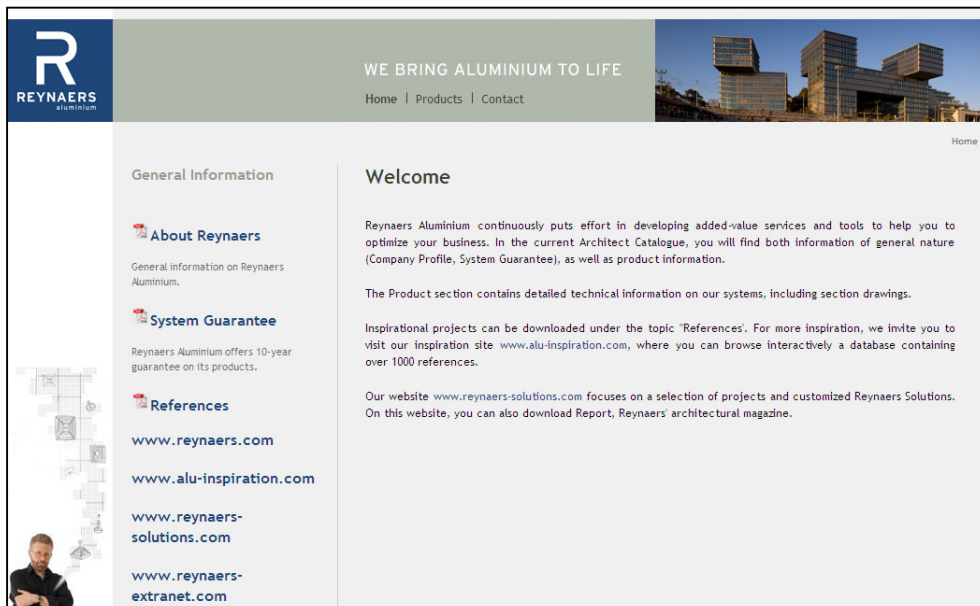 R
REYNAERS
aluminium
WE BRING ALUMINIUM TO LIFE
Home | Products | Contact
Home
General Information
About Reynaers
General information on Reynaers
Aluminium.
System Guarantee
Reynaers Aluminium offers 10-year
guarantee on its products.
References
www.reynaers.com
www.alu-inspiration.com
www.reynaers-
solutions.com
www.reynaers-
extranet.com
Welcome
Reynaers Aluminium continuously puts effort in developing added-value services and tools to help you to
optimize your business. In the current Architect Catalogue, you will find both information of general nature
(Company Profile, System Guarantee), as well as product information.
The Product section contains detailed technical information on our systems, including section drawings.
Inspirational projects can be downloaded under the topic "References'. For more inspiration, we invite you to
visit our inspiration site www.alu-inspiration.com, where you can browse interactively a database containing
over 1000 references.
Our website www.reynaers-solutions.com focuses on a selection of projects and customized Reynaers Solutions.
On this website, you can also download Report, Reynaers' architectural magazine.